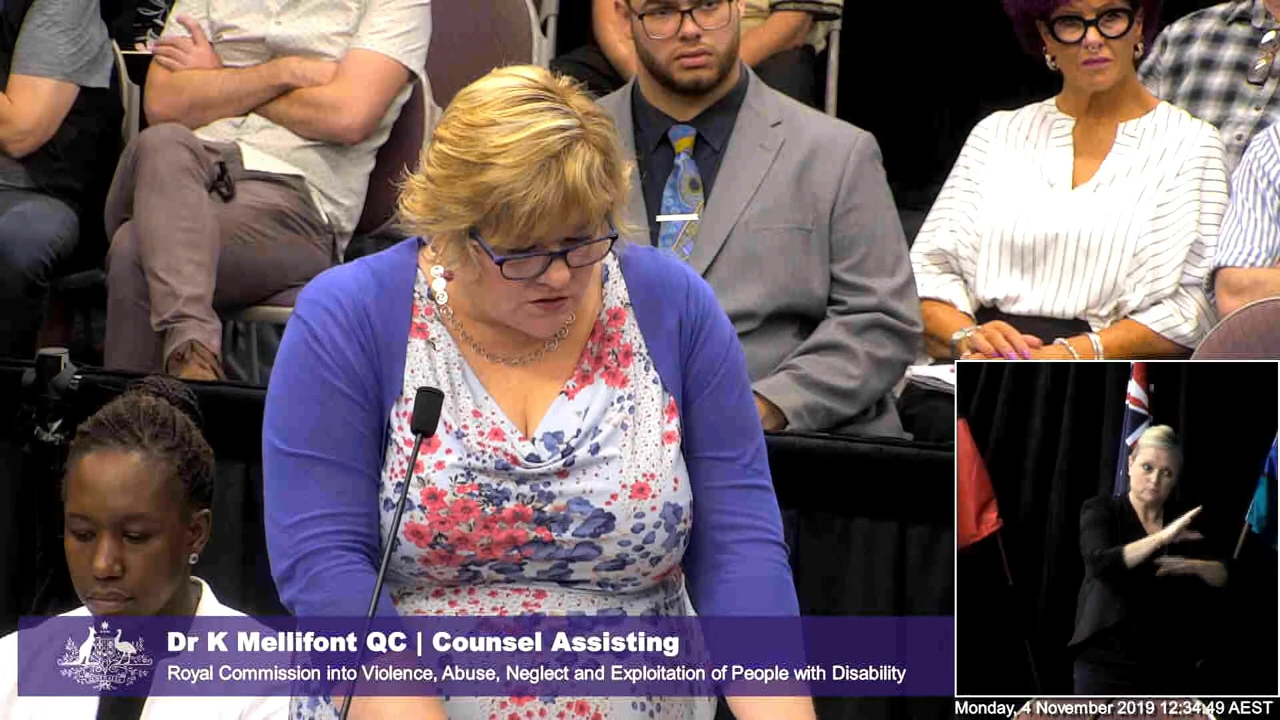 Dr K Mellifont QC | Counsel Assisting
Royal Commission into Violence, Abuse, Neglect and Exploitation of People with Disability
Monday, 4 November 2019 12:34:49 AEST